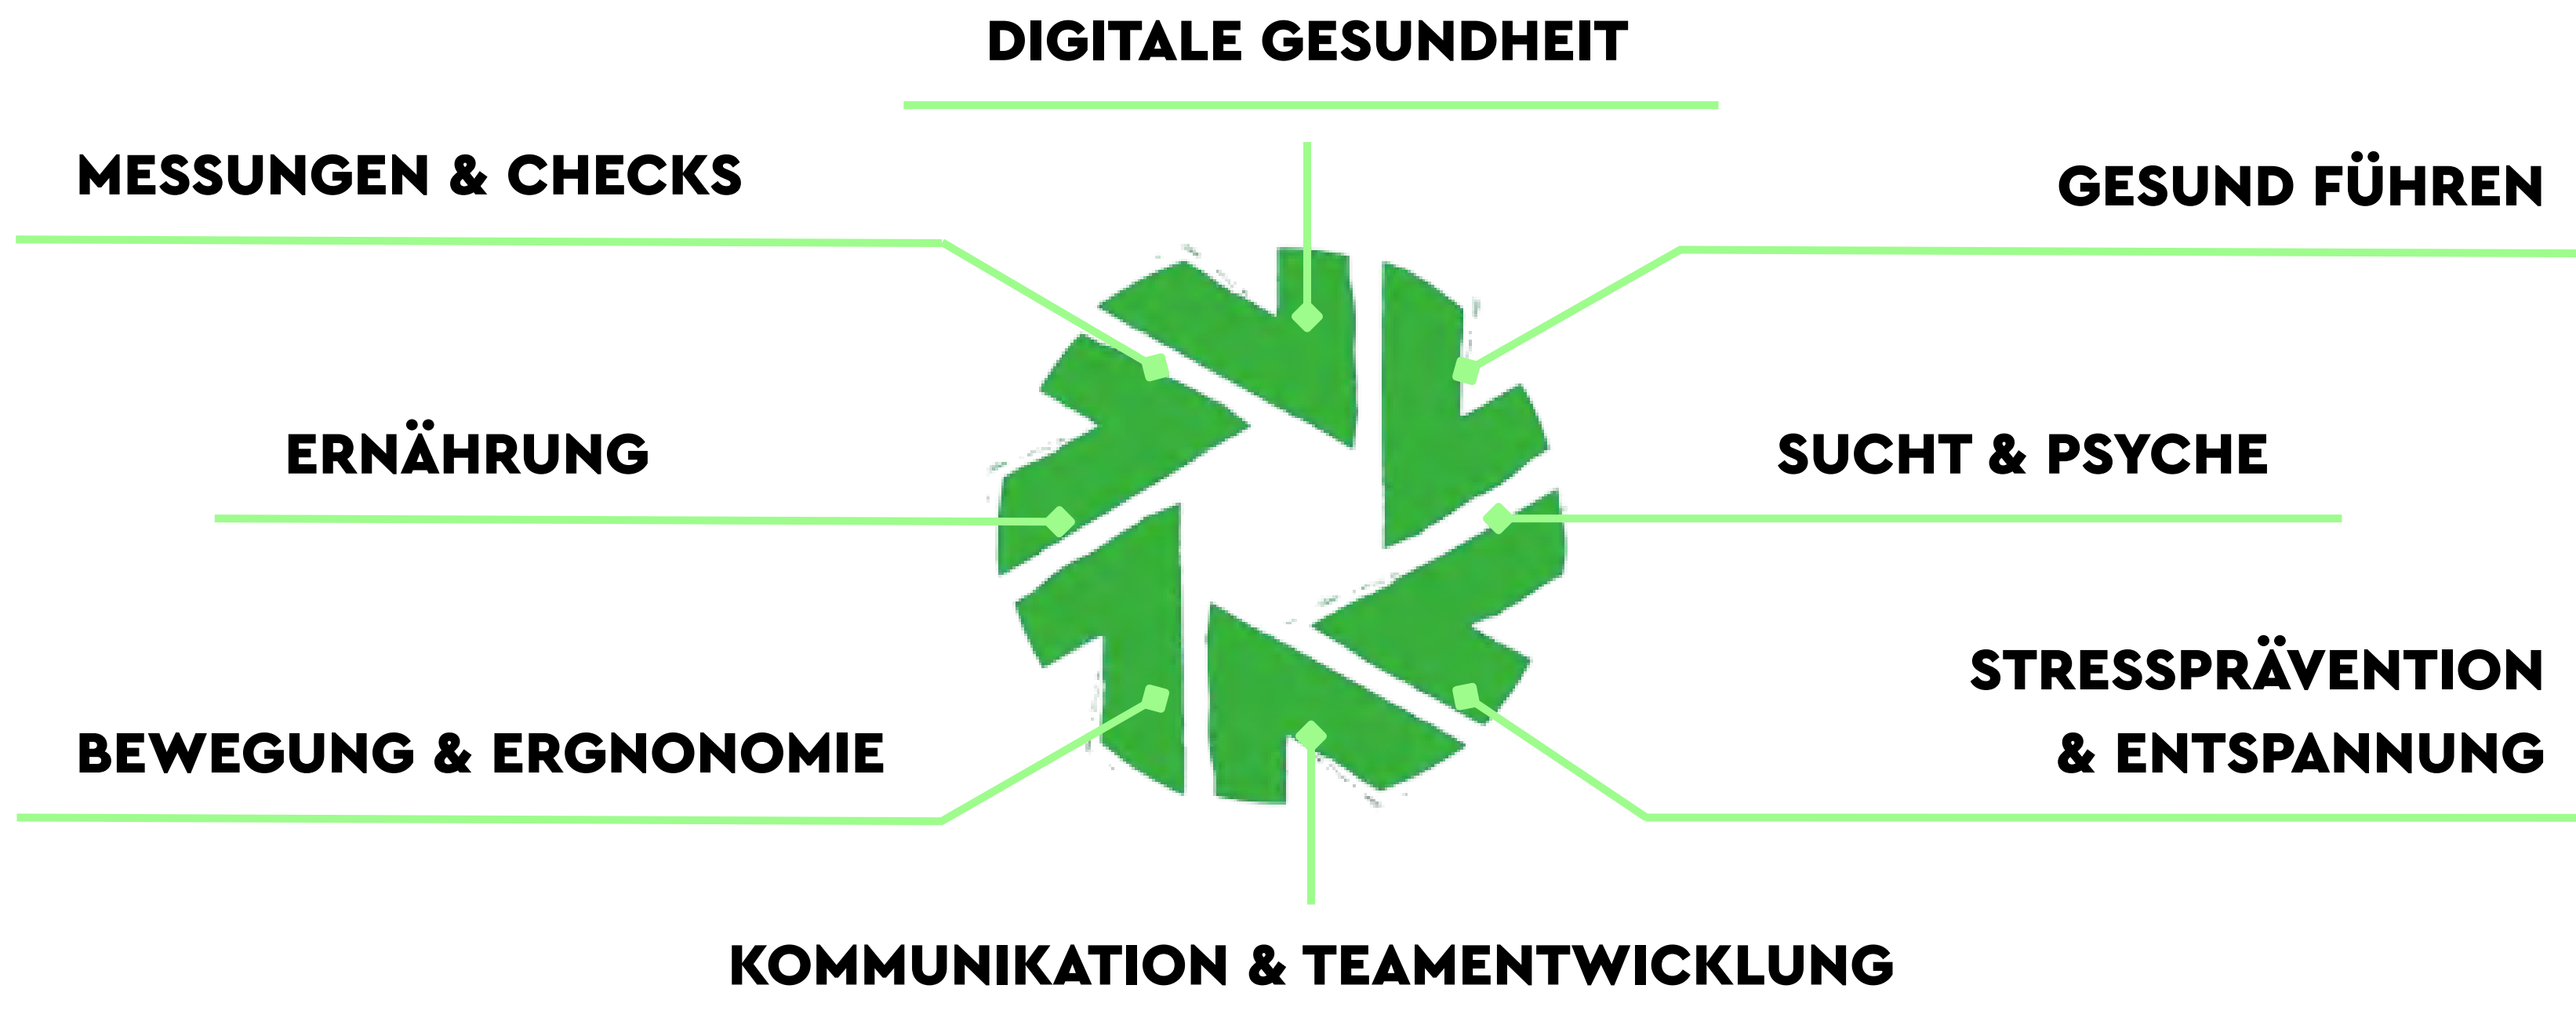 DIGITALE GESUNDHEIT
MESSUNGEN & CHECKS
GESUND FÜHREN
ERNÄHRUNG
SUCHT & PSYCHE
STRESSPRÄVENTION
& ENTSPANNUNG
BEWEGUNG & ERGNONOMIE
KOMMUNIKATION & TEAMENTWICKLUNG